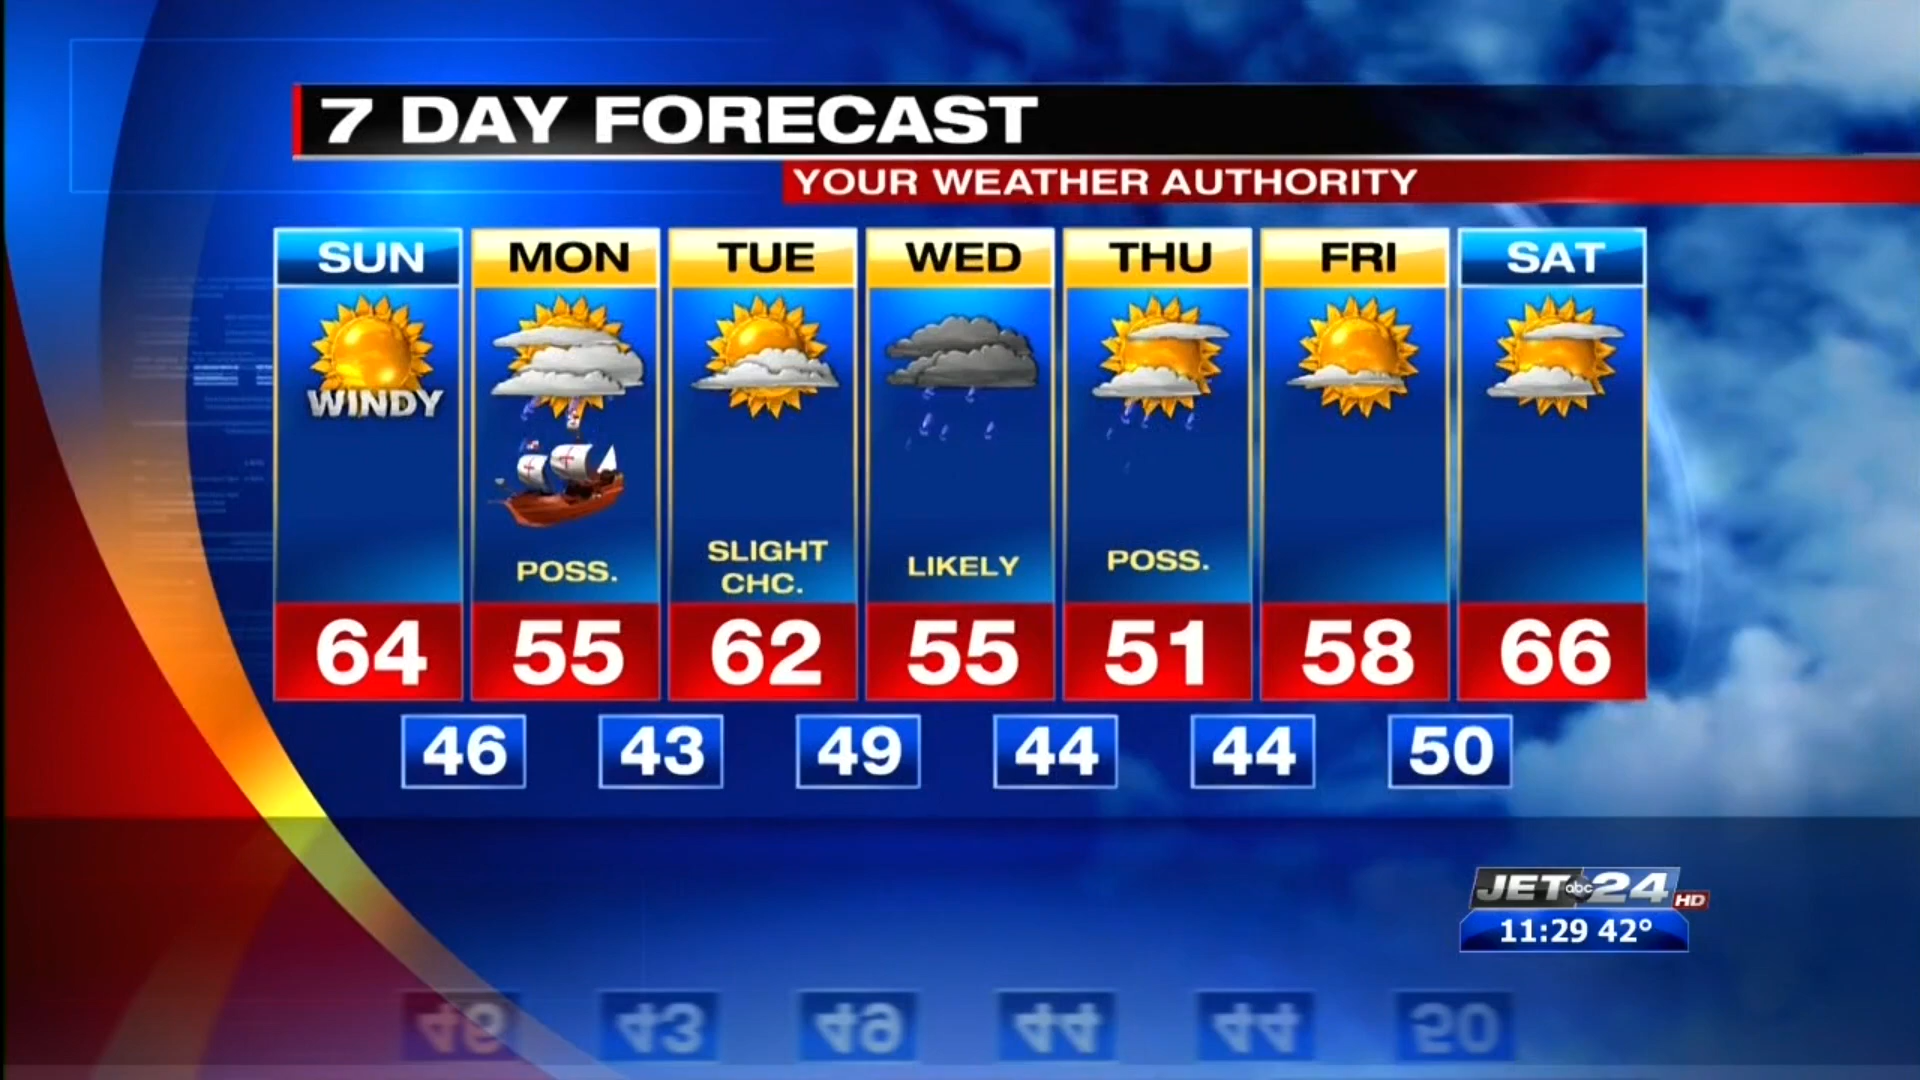 7 DAY FORECAST
YOUR WEATHER AUTHORITY
SUN MON TUE WED THU FRI SAT
WINDY
POSS. SLIGHT CHC. LIKELY POSS.
64 55 62 55 51 58 66
46 43 49 44 44 50
JET abc 24 HD
11:29 42°